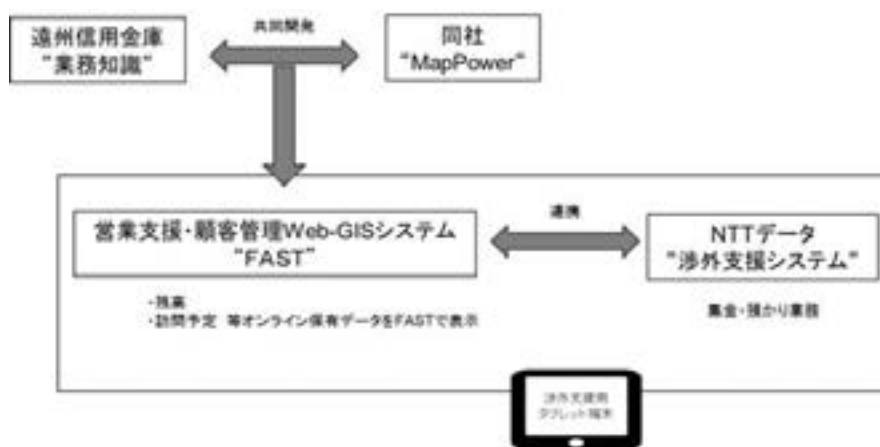 共同開発
遠州信用金庫
“業務知識”
同社
“MapPower“
営業支援・顧客管理Web-GISシステム
“FAST”
連携
NTTデータ
“渉外支援システム”
・残高
・訪問予定 等オンライン保有データをFASTで表示
集金・預かり業務
渉外支援用
タブレット端末